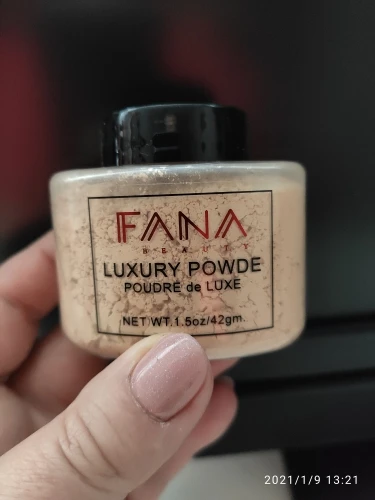 FANA
BEAUTY
LUXURY POWDE
POUDRE de LUXE
NET WT. 1.5oz/42gm.
2021/1/9 13:21